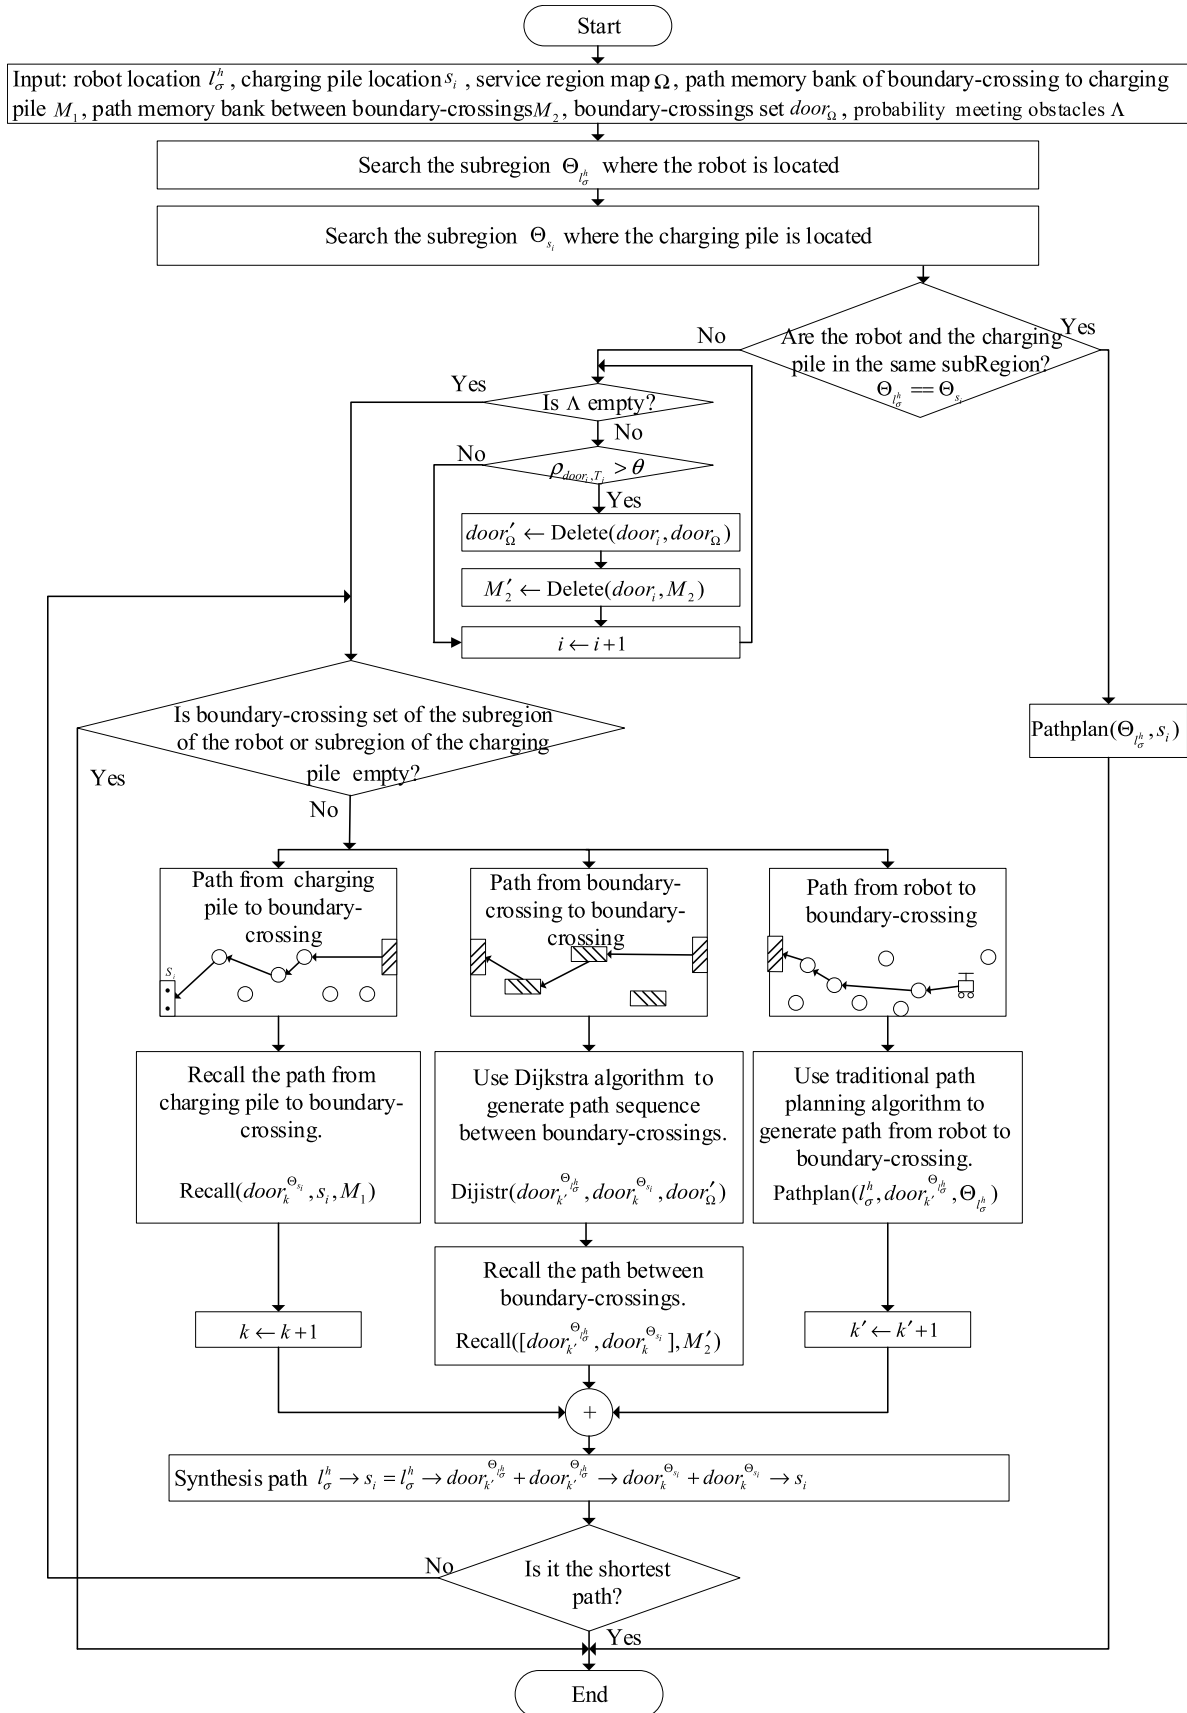 Start
Input: robot location l_σ^h , charging pile location s_i , service region map Ω, path memory bank of boundary-crossing to charging
pile M_1 , path memory bank between boundary-crossings M_2 , boundary-crossings set door_Ω , probability meeting obstacles Λ
Search the subregion Θ_{l_σ^h} where the robot is located
Search the subregion Θ_{s_i} where the charging pile is located
Are the robot and the charging
pile in the same subRegion?
Θ_{l_σ^h} == Θ_{s_i}
No
Yes
Is Λ empty?
Yes
No
ρ_{door_i,T_i} > θ
No
Yes
door′_Ω ← Delete(door_i, door_Ω)
M′_2 ← Delete(door_i, M_2)
i ← i+1
Pathplan(Θ_{l_σ^h}, s_i)
Is boundary-crossing set of the subregion
of the robot or subregion of the charging
pile empty?
Yes
No
Path from charging
pile to boundary-
crossing
s_i
Path from boundary-
crossing to boundary-
crossing
Path from robot to
boundary-crossing
Recall the path from
charging pile to boundary-
crossing.
Recall(door_k^{Θ_{s_i}}, s_i, M_1)
Use Dijkstra algorithm to
generate path sequence
between boundary-crossings.
Dijistr(door_{k′}^{Θ_{l_σ^h}}, door_k^{Θ_{s_i}}, door′_Ω)
Use traditional path
planning algorithm to
generate path from robot to
boundary-crossing.
Pathplan(l_σ^h, door_{k′}^{Θ_{l_σ^h}}, Θ_{l_σ^h})
Recall the path between
boundary-crossings.
Recall([door_{k′}^{Θ_{l_σ^h}}, door_k^{Θ_{s_i}}], M′_2)
k ← k+1
k′ ← k′+1
+
Synthesis path l_σ^h → s_i = l_σ^h → door_{k′}^{Θ_{l_σ^h}} + door_{k′}^{Θ_{l_σ^h}} → door_k^{Θ_{s_i}} + door_k^{Θ_{s_i}} → s_i
Is it the shortest
path?
No
Yes
End